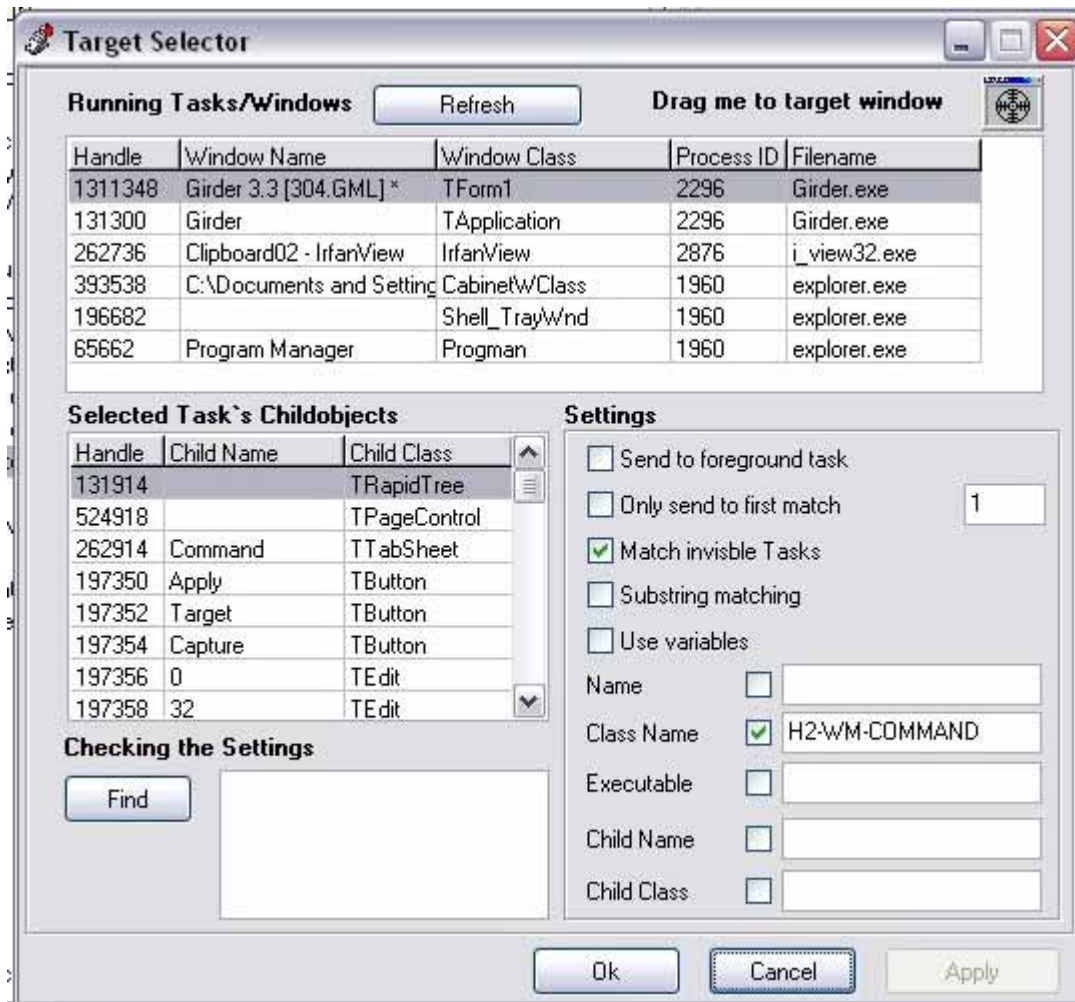 Target Selector
Running Tasks/Windows Refresh Drag me to target window
Handle Window Name Window Class Process ID Filename
1311348 Girder 3.3 [304.GML] * TForm1 2296 Girder.exe
131300 Girder TApplication 2296 Girder.exe
262736 Clipboard02 - IrfanView IrfanView 2876 i_view32.exe
393538 C:\Documents and Setting CabinetWClass 1960 explorer.exe
196682 Shell_TrayWnd 1960 explorer.exe
65662 Program Manager Progman 1960 explorer.exe
Selected Task`s Childobjects
Handle Child Name Child Class
131914 TRapidTree
524918 TPageControl
262914 Command TTabSheet
197350 Apply TButton
197352 Target TButton
197354 Capture TButton
197356 0 TEdit
197358 32 TEdit
Checking the Settings
Find
Settings
Send to foreground task
Only send to first match 1
Match invisble Tasks
Substring matching
Use variables
Name
Class Name H2-WM-COMMAND
Executable
Child Name
Child Class
Ok Cancel Apply